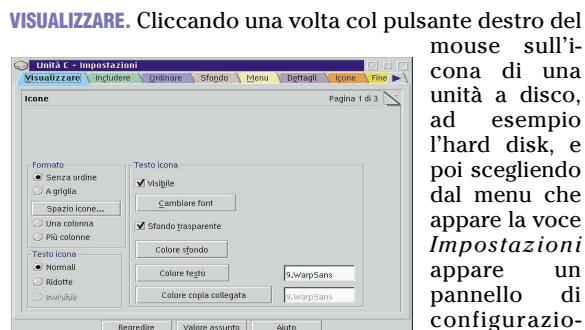 VISUALIZZARE. Cliccando una volta col pulsante destro del
mouse sull'i-
cona di una
unità a disco,
ad esempio
l'hard disk, e
poi scegliendo
dal menu che
appare la voce
Impostazioni
appare un
pannello di
configurazio-
Unità C - Impostazioni
Visualizzare Includere Ordinare Sfondo Menu Dettagli Icone Fine
Icone Pagina 1 di 3
Formato
Senza ordine
A griglia
Spazio icone...
Una colonna
Più colonne
Testo icona
Normali
Ridotte
Invisibili
Testo icona
Visibile
Cambiare font
Sfondo trasparente
Colore sfondo
Colore testo 9.WarpSans
Colore copia collegata 9.WarpSans
Regredire Valore assunto Aiuto